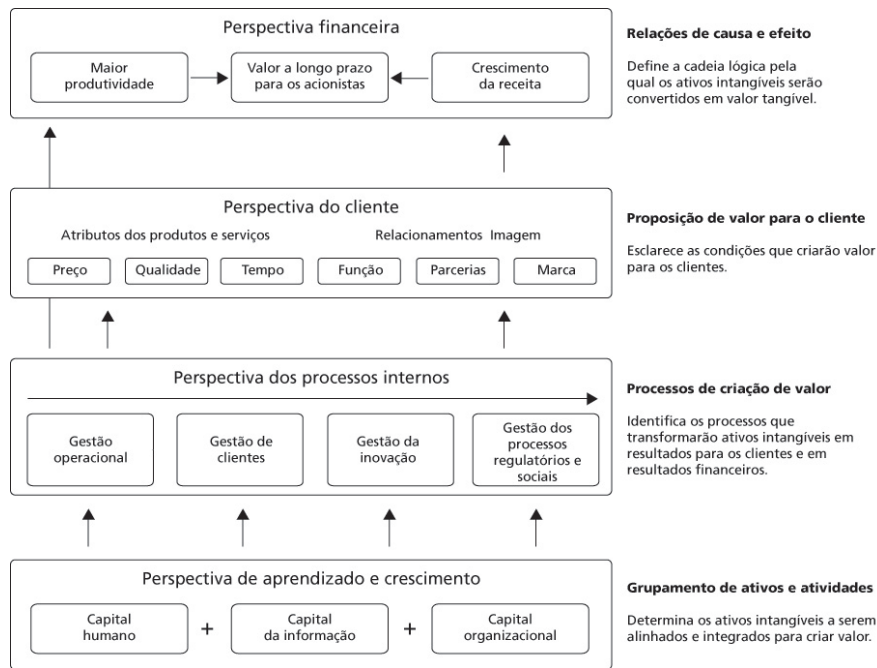 Perspectiva financeira
Maior
produtividade
Valor a longo prazo
para os acionistas
Crescimento
da receita
Relações de causa e efeito
Define a cadeia lógica pela
qual os ativos intangíveis serão
convertidos em valor tangível.
Perspectiva do cliente
Atributos dos produtos e serviços
Relacionamentos Imagem
Preço
Qualidade
Tempo
Função
Parcerias
Marca
Proposição de valor para o cliente
Esclarece as condições que criarão valor
para os clientes.
Perspectiva dos processos internos
Gestão
operacional
Gestão de
clientes
Gestão da
inovação
Gestão dos
processos
regulatórios e
sociais
Processos de criação de valor
Identifica os processos que
transformarão ativos intangíveis em
resultados para os clientes e em
resultados financeiros.
Perspectiva de aprendizado e crescimento
Capital
humano
+
Capital
da informação
+
Capital
organizacional
Grupamento de ativos e atividades
Determina os ativos intangíveis a serem
alinhados e integrados para criar valor.